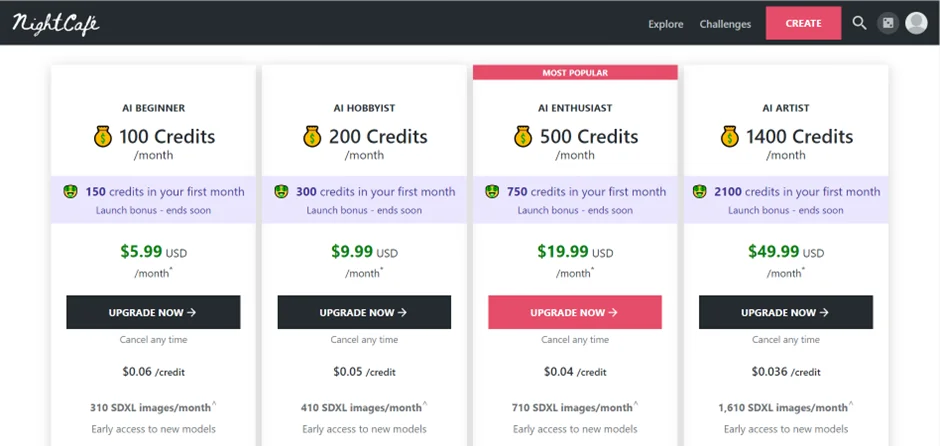 NightCafé
Explore
Challenges
CREATE
AI BEGINNER
100 Credits
/month
150 credits in your first month
Launch bonus - ends soon
$5.99 USD
/month*
UPGRADE NOW →
Cancel any time
$0.06 /credit
310 SDXL images/month^
Early access to new models
AI HOBBYIST
200 Credits
/month
300 credits in your first month
Launch bonus - ends soon
$9.99 USD
/month*
UPGRADE NOW →
Cancel any time
$0.05 /credit
410 SDXL images/month^
Early access to new models
MOST POPULAR
AI ENTHUSIAST
500 Credits
/month
750 credits in your first month
Launch bonus - ends soon
$19.99 USD
/month*
UPGRADE NOW →
Cancel any time
$0.04 /credit
710 SDXL images/month^
Early access to new models
AI ARTIST
1400 Credits
/month
2100 credits in your first month
Launch bonus - ends soon
$49.99 USD
/month*
UPGRADE NOW →
Cancel any time
$0.036 /credit
1,610 SDXL images/month^
Early access to new models